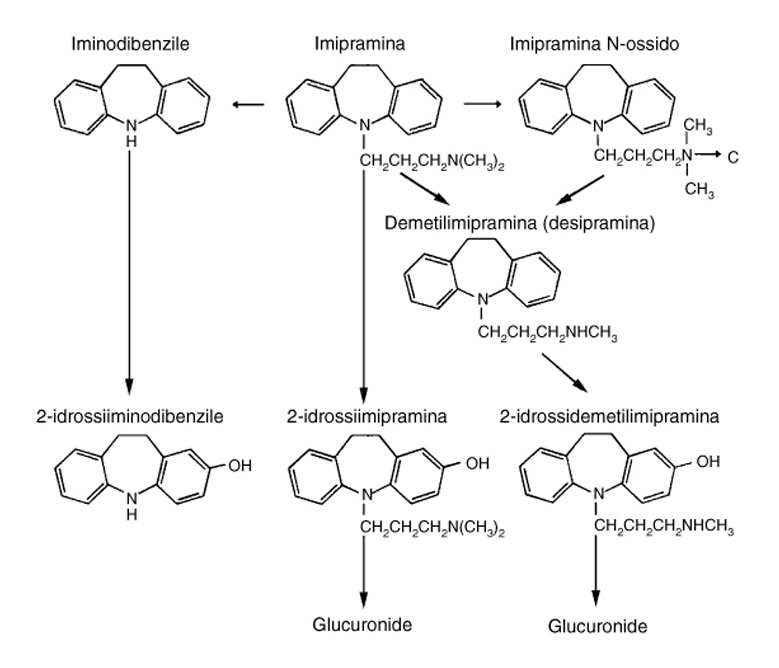 Iminodibenzile
Imipramina
Imipramina N-ossido
N
H
N
CH₂CH₂CH₂N(CH₃)₂
N
CH₂CH₂CH₂N
CH₃
CH₃
C
Demetilimipramina (desipramina)
N
CH₂CH₂CH₂NHCH₃
2-idrossiiminodibenzile
2-idrossiimipramina
2-idrossidemetilimipramina
OH
N
H
OH
N
CH₂CH₂CH₂N(CH₃)₂
OH
N
CH₂CH₂CH₂NHCH₃
Glucuronide
Glucuronide